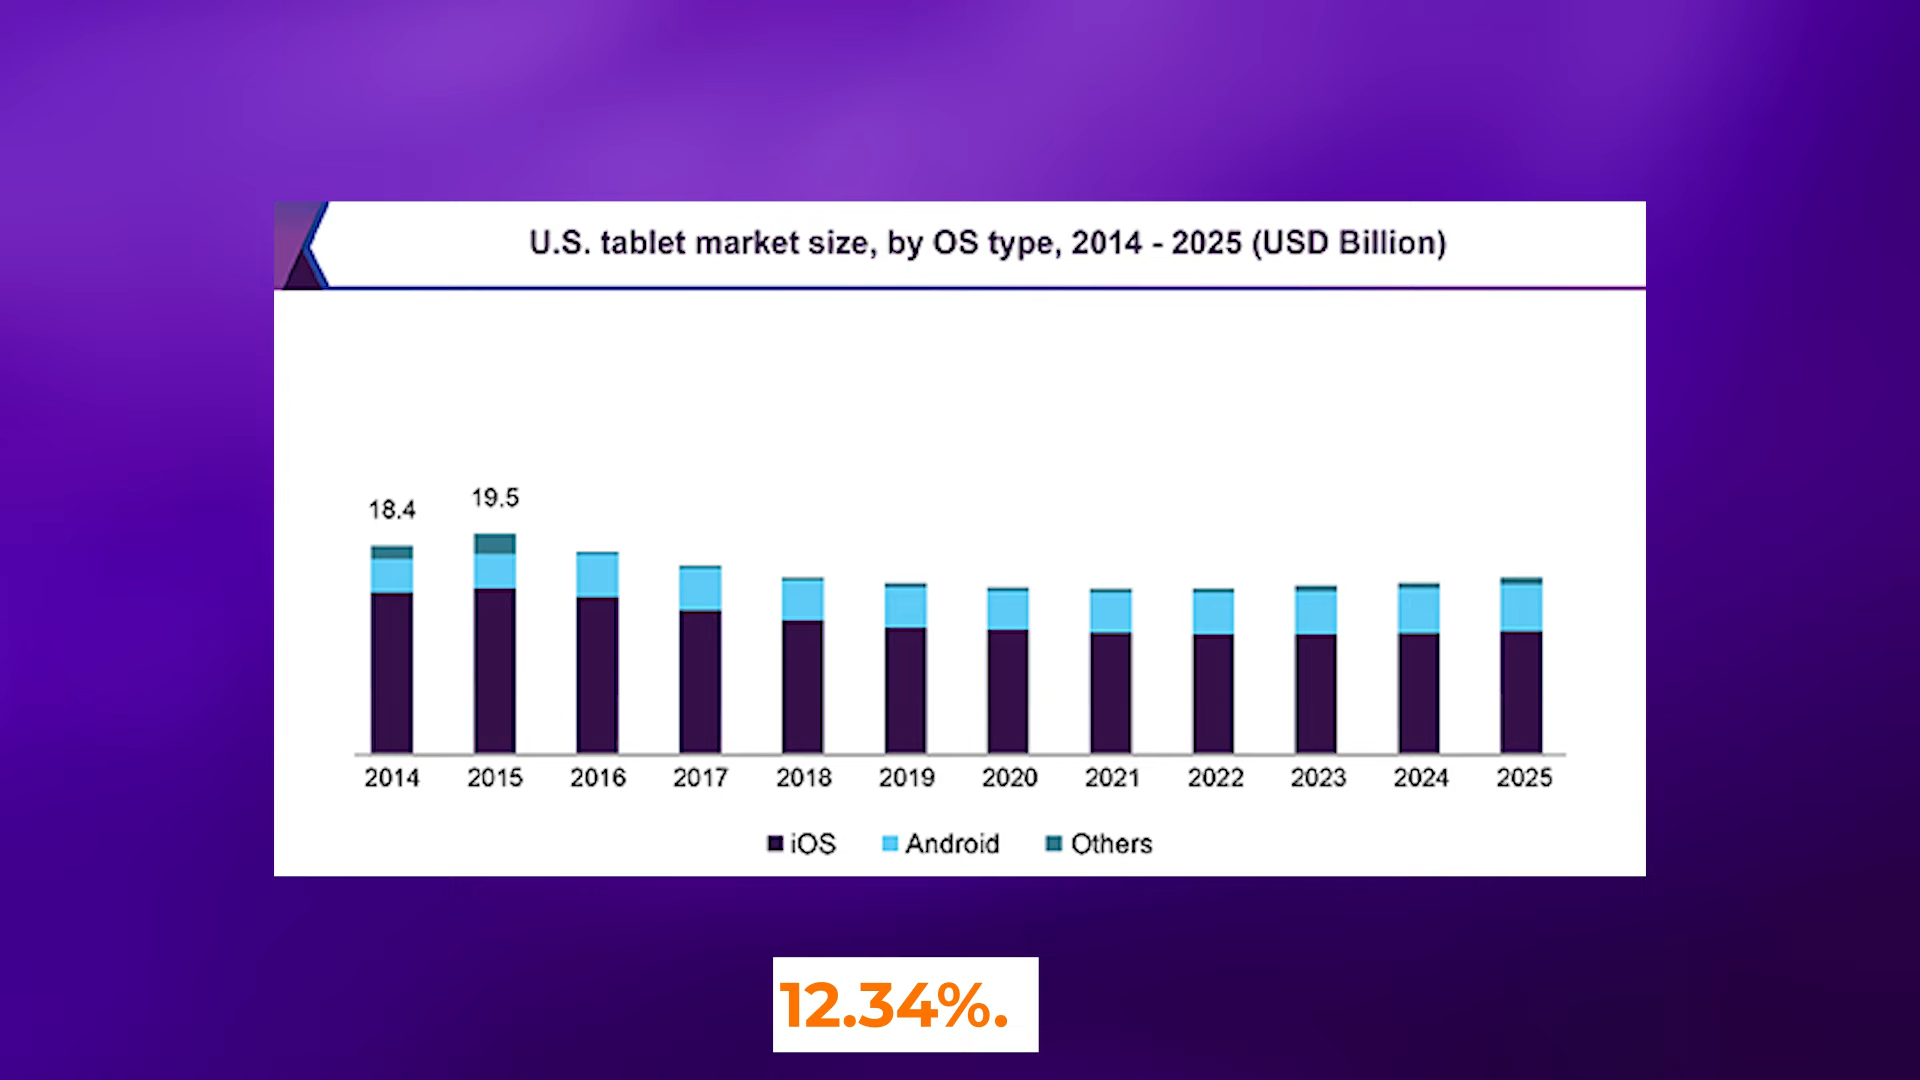 U.S. tablet market size, by OS type, 2014 - 2025 (USD Billion)
18.4 19.5
2014 2015 2016 2017 2018 2019 2020 2021 2022 2023 2024 2025
iOS Android Others
12.34%.